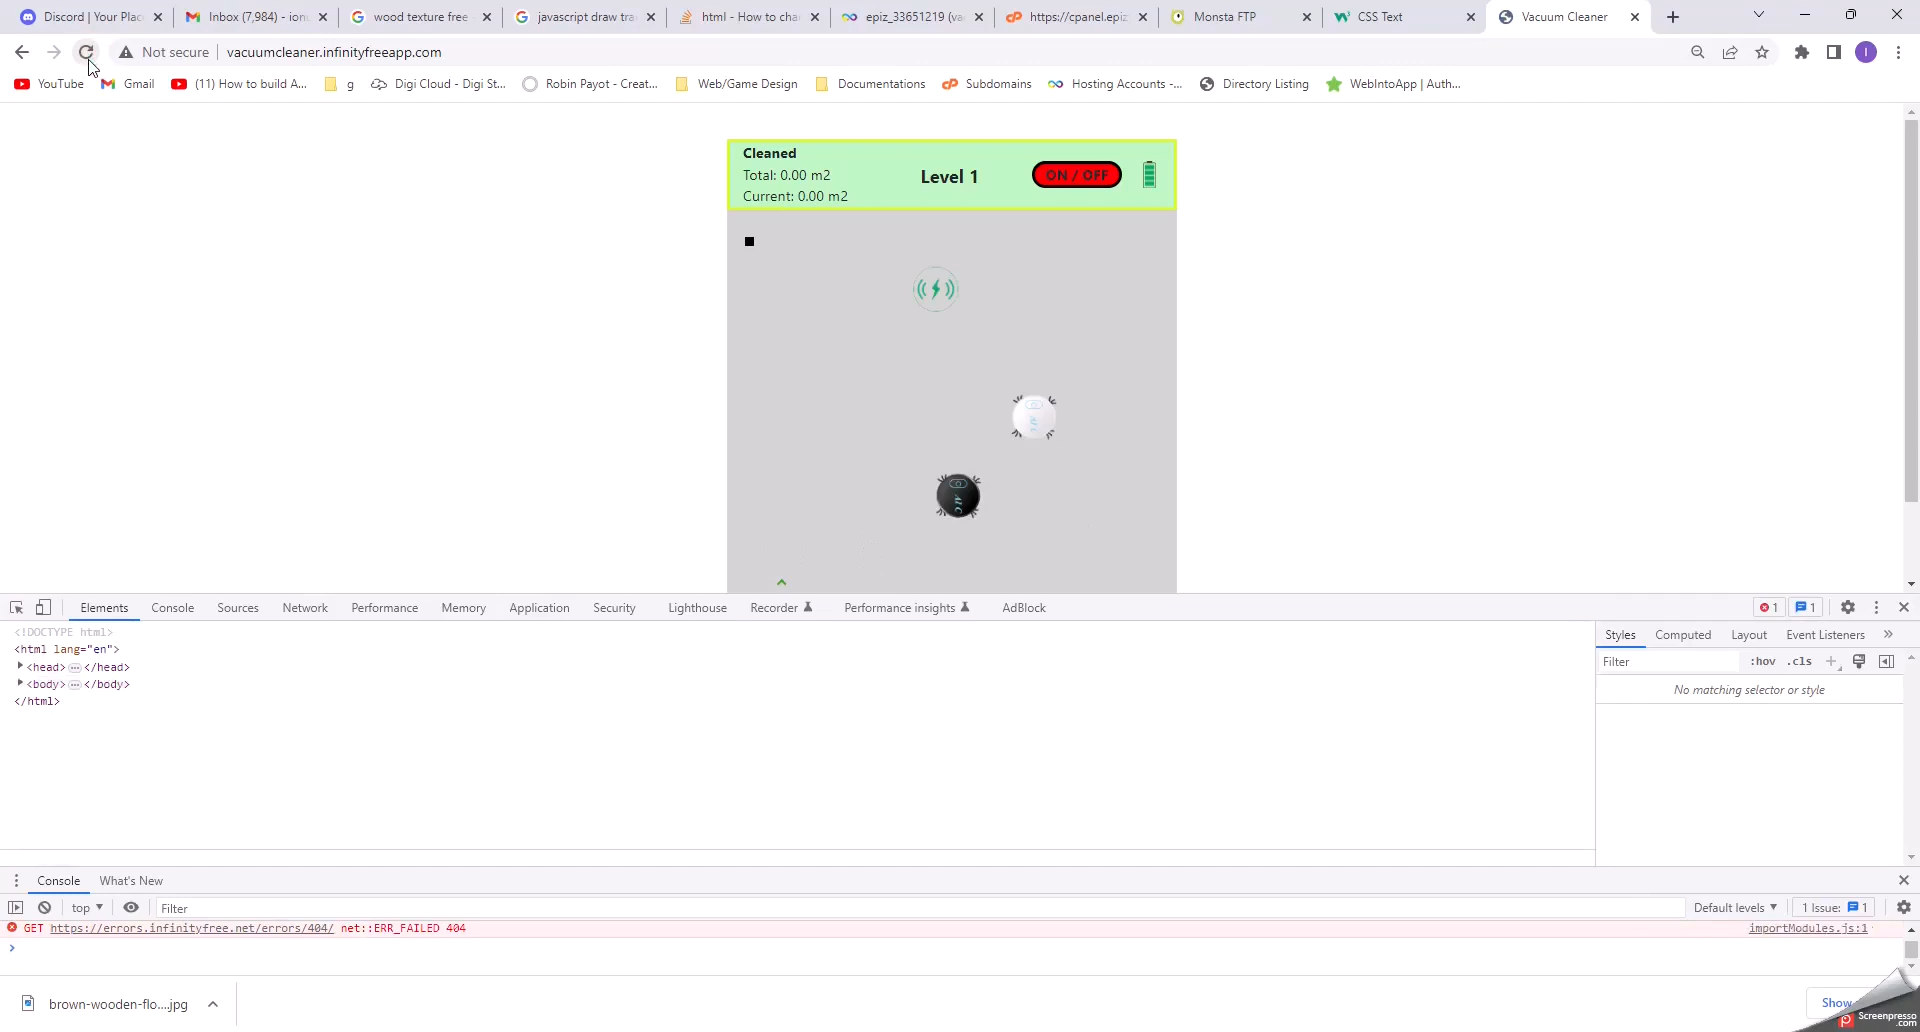 Discord | Your Plac
Inbox (7,984) - ion
wood texture free
javascript draw tra
html - How to cha
epiz_33651219 (va
https://cpanel.epiz
Monsta FTP
CSS Text
Vacuum Cleaner
Not secure
vacuumcleaner.infinityfreeapp.com
I
YouTube
Gmail
(11) How to build A...
g
Digi Cloud - Digi St...
Robin Payot - Creat...
Web/Game Design
Documentations
Subdomains
Hosting Accounts -...
Directory Listing
WebIntoApp | Auth...
Cleaned
Total: 0.00 m2
Current: 0.00 m2
Level 1
ON / OFF
Elements
Console
Sources
Network
Performance
Memory
Application
Security
Lighthouse
Recorder
Performance insights
AdBlock
1
1
<!DOCTYPE html>
<html lang="en">
<head> ... </head>
<body> ... </body>
</html>
Styles
Computed
Layout
Event Listeners
Filter
:hov
.cls
No matching selector or style
Console
What's New
top
Filter
Default levels
1 Issue: 1
GET https://errors.infinityfree.net/errors/404/ net::ERR_FAILED 404
importModules.js:1
brown-wooden-flo....jpg
Show
Screenpresso
.com